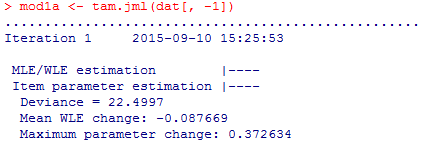 > mod1a <- tam.jml(dat[, -1])
....................................................
Iteration 1     2015-09-10 15:25:53
MLE/WLE estimation        |----
Item parameter estimation |----
Deviance = 22.4997
Mean WLE change: -0.087669
Maximum parameter change: 0.372634